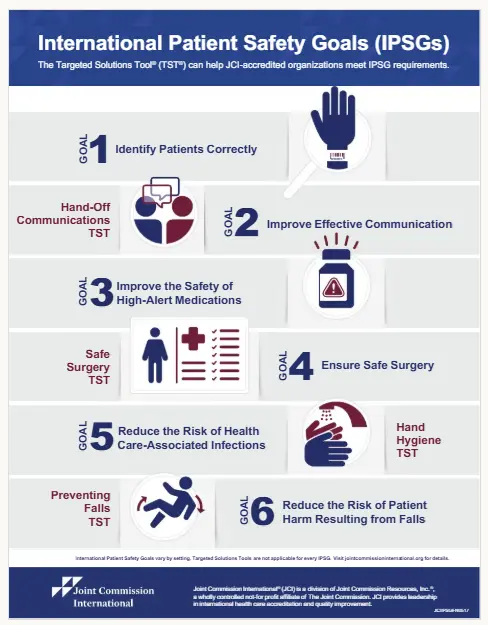 International Patient Safety Goals (IPSGs)
The Targeted Solutions Tool® (TST®) can help JCI-accredited organizations meet IPSG requirements.
GOAL 1 Identify Patients Correctly
Hand-Off
Communications
TST
GOAL 2 Improve Effective Communication
GOAL 3 Improve the Safety of
High-Alert Medications
Safe
Surgery
TST
GOAL 4 Ensure Safe Surgery
GOAL 5 Reduce the Risk of Health
Care-Associated Infections
Hand
Hygiene
TST
Preventing
Falls
TST
GOAL 6 Reduce the Risk of Patient
Harm Resulting from Falls
International Patient Safety Goals vary by setting. Targeted Solutions Tools are not applicable for every IPSG. Visit jointcommissioninternational.org for details.
Joint Commission
International
Joint Commission International® (JCI) is a division of Joint Commission Resources, Inc.®,
a wholly controlled not-for profit affiliate of The Joint Commission. JCI provides leadership
in international health care accreditation and quality improvement.